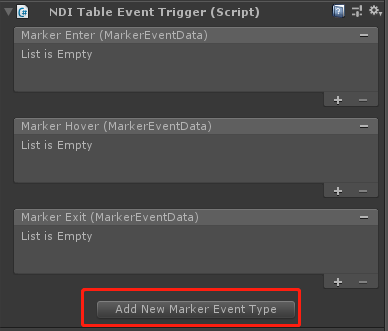 NDI Table Event Trigger (Script)
Marker Enter (MarkerEventData)
List is Empty
Marker Hover (MarkerEventData)
List is Empty
Marker Exit (MarkerEventData)
List is Empty
Add New Marker Event Type